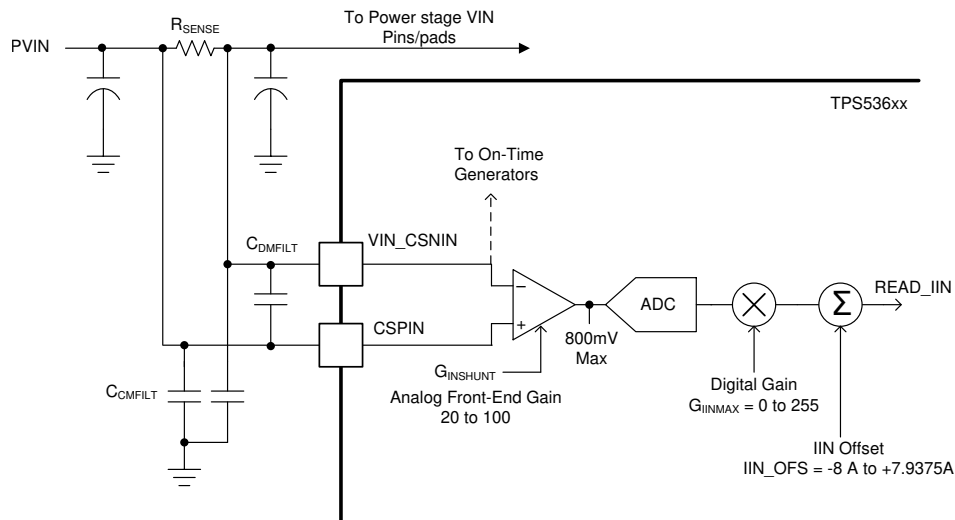 PVIN
RSENSE
To Power stage VIN
Pins/pads
TPS536xx
To On-Time
Generators
CDMFILT
VIN_CSNIN
−
CSPIN
+
GINSHUNT
Analog Front-End Gain
20 to 100
800mV
Max
ADC
Digital Gain
GIINMAX = 0 to 255
Σ
READ_IIN
IIN Offset
IIN_OFS = -8 A to +7.9375A
CCMFILT